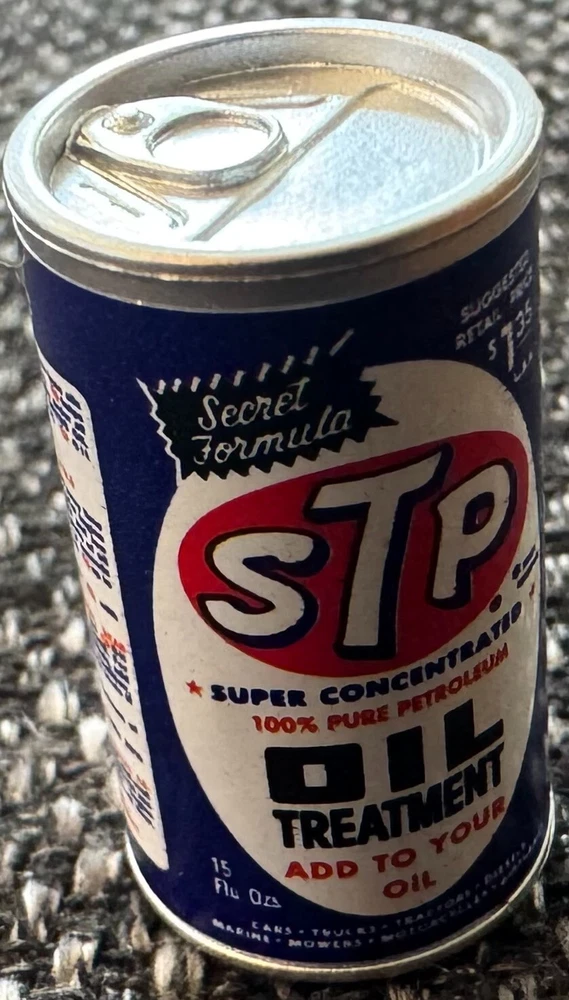 SUGGESTED
RETAIL PRICE
$1.35
Secret
Formula
STP
SUPER CONCENTRATED
100% PURE PETROLEUM
OIL
TREATMENT
ADD TO YOUR
OIL
15
Flu Ozs
CARS • TRUCKS • TRACTORS • DIESELS
MARINE • MOWERS • MOTORCYCLES